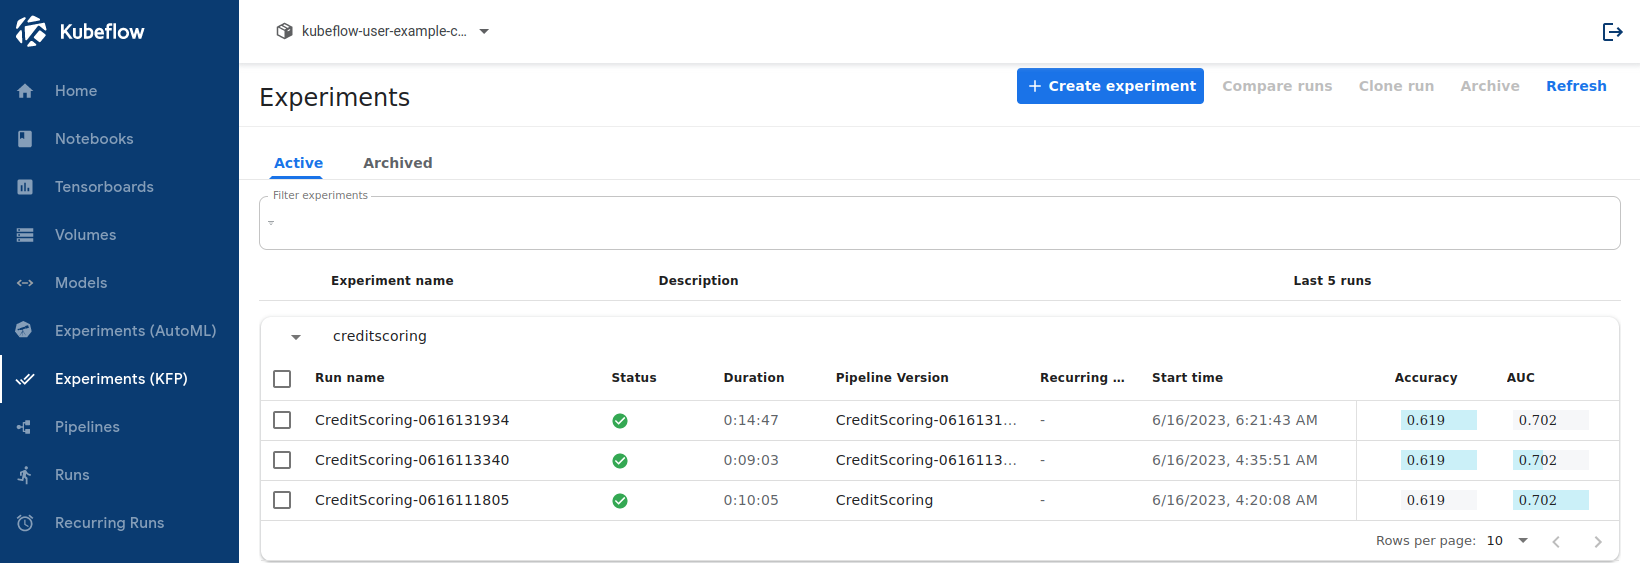 Kubeflow
kubeflow-user-example-c...
Home
Notebooks
Tensorboards
Volumes
Models
Experiments (AutoML)
Experiments (KFP)
Pipelines
Runs
Recurring Runs
Experiments
+ Create experiment Compare runs Clone run Archive Refresh
Active Archived
Filter experiments
Experiment name Description Last 5 runs
creditscoring
Run name Status Duration Pipeline Version Recurring ... Start time Accuracy AUC
CreditScoring-0616131934 0:14:47 CreditScoring-0616131... - 6/16/2023, 6:21:43 AM 0.619 0.702
CreditScoring-0616113340 0:09:03 CreditScoring-0616113... - 6/16/2023, 4:35:51 AM 0.619 0.702
CreditScoring-0616111805 0:10:05 CreditScoring - 6/16/2023, 4:20:08 AM 0.619 0.702
Rows per page: 10